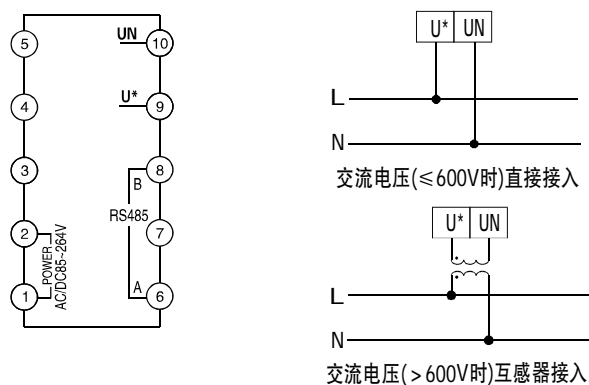 5
UN
10
4
U*
9
3
8
B
RS485
2
7
POWER
AC/DC85~264V
1
A
6
U*
UN
L
N
交流电压(≤600V时)直接接入
U*
UN
L
N
交流电压(>600V时)互感器接入